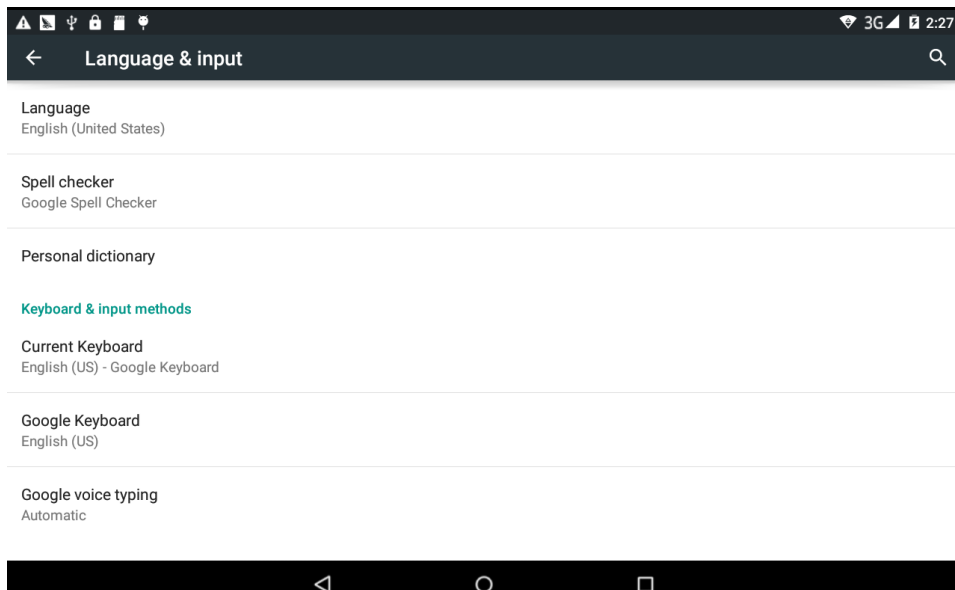 3G 2:27
Language & input
Language
English (United States)
Spell checker
Google Spell Checker
Personal dictionary
Keyboard & input methods
Current Keyboard
English (US) - Google Keyboard
Google Keyboard
English (US)
Google voice typing
Automatic